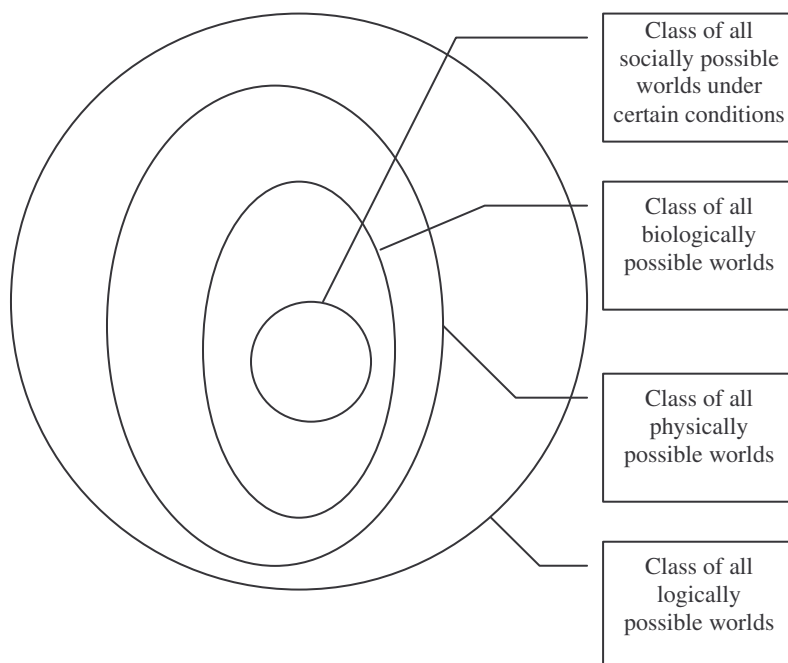 Class of all
socially possible
worlds under
certain conditions
Class of all
biologically
possible worlds
Class of all
physically
possible worlds
Class of all
logically
possible worlds